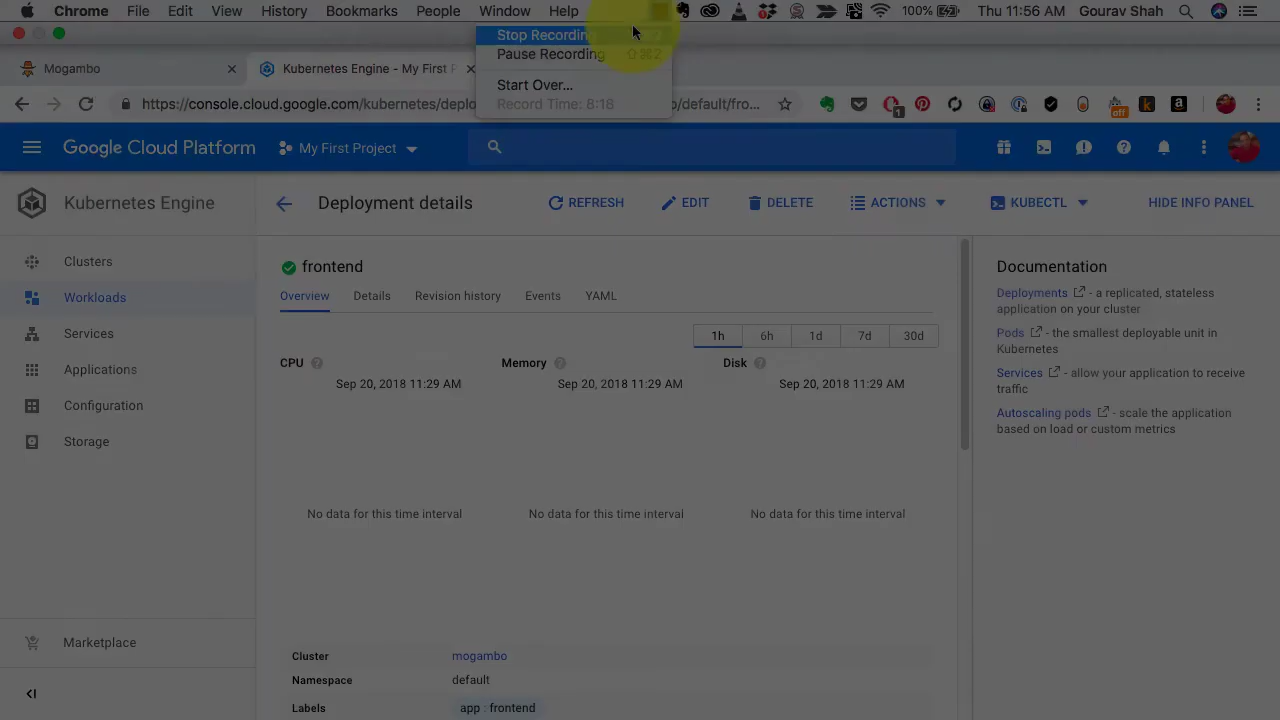 Chrome File Edit View History Bookmarks People Window Help 100% Thu 11:56 AM Gourav Shah
Stop Recording
Pause Recording ⇧⌘2
Start Over...
Record Time: 8:18
Mogambo
Kubernetes Engine - My First P
https://console.cloud.google.com/kubernetes/deplo
o/default/fro...
1
off
k
a
Google Cloud Platform
My First Project
Kubernetes Engine
Deployment details
REFRESH EDIT DELETE ACTIONS KUBECTL HIDE INFO PANEL
Clusters
Workloads
Services
Applications
Configuration
Storage
Marketplace
frontend
Overview Details Revision history Events YAML
1h 6h 1d 7d 30d
CPU Memory Disk
Sep 20, 2018 11:29 AM Sep 20, 2018 11:29 AM Sep 20, 2018 11:29 AM
No data for this time interval No data for this time interval No data for this time interval
Cluster mogambo
Namespace default
Labels app : frontend
Documentation
Deployments - a replicated, stateless
application on your cluster
Pods - the smallest deployable unit in
Kubernetes
Services - allow your application to receive
traffic
Autoscaling pods - scale the application
based on load or custom metrics